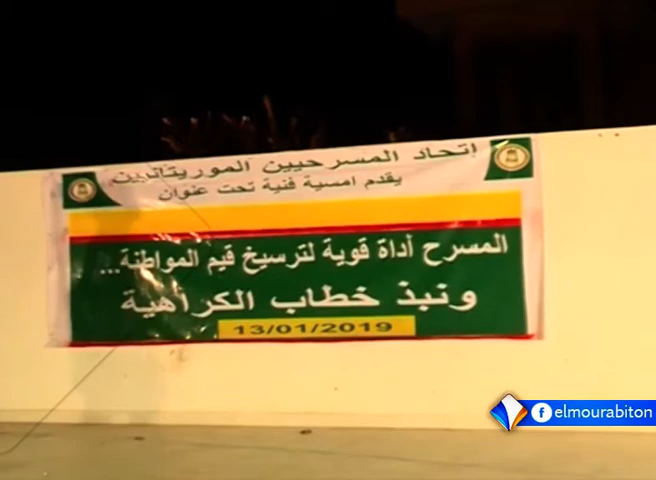 إتحاد المسرحيين الموريتانيين
يقدم امسية فنية تحت عنوان
المسرح أداة قوية لترسيخ قيم المواطنة...
ونبذ خطاب الكراهية
13/01/2019
elmourabiton